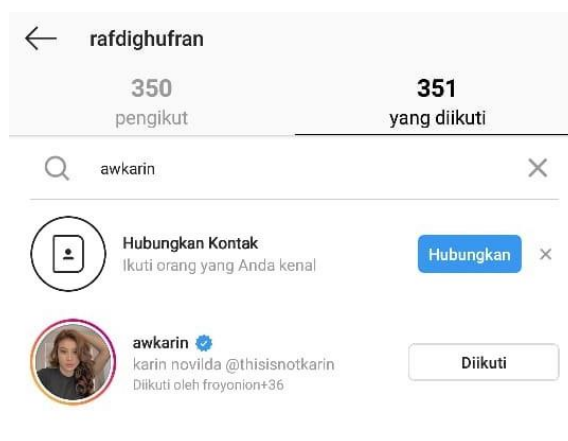 rafdighufran
350
pengikut
351
yang diikuti
awkarin
Hubungkan Kontak
Ikuti orang yang Anda kenal
Hubungkan
awkarin
karin novilda @thisisnotkarin
Diikuti oleh froyonion+36
Diikuti